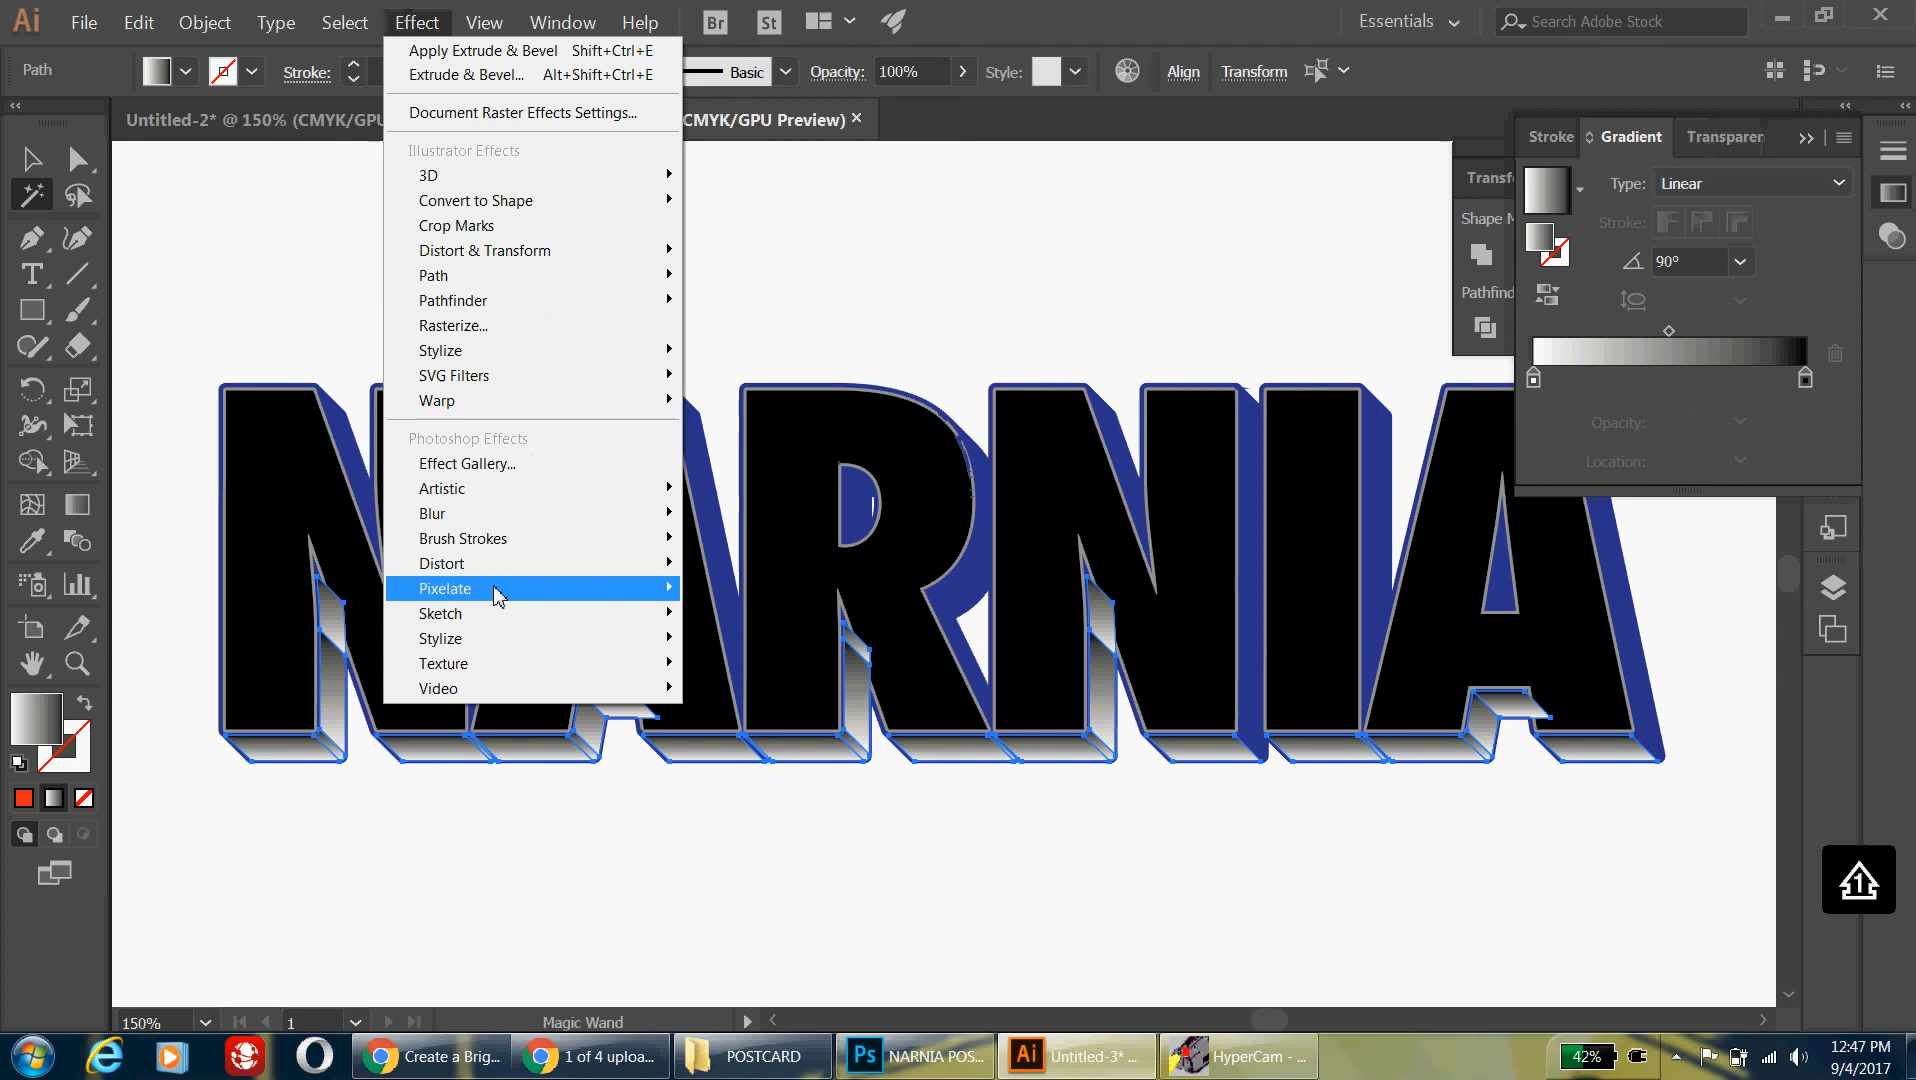 Ai File Edit Object Type Select Effect View Window Help Br St Essentials Search Adobe Stock
Path Stroke: Basic Opacity: 100% Style: Align Transform
Untitled-2* @ 150% (CMYK/GPU
CMYK/GPU Preview) ×
Apply Extrude & Bevel Shift+Ctrl+E
Extrude & Bevel... Alt+Shift+Ctrl+E
Document Raster Effects Settings...
Illustrator Effects
3D
Convert to Shape
Crop Marks
Distort & Transform
Path
Pathfinder
Rasterize...
Stylize
SVG Filters
Warp
Photoshop Effects
Effect Gallery...
Artistic
Blur
Brush Strokes
Distort
Pixelate
Sketch
Stylize
Texture
Video
Stroke Gradient Transparen
Type: Linear
Stroke:
90°
Opacity:
Location:
Transf
Shape M
Pathfind
NARNIA
1
150% 1 Magic Wand
Create a Brig...
1 of 4 uploa...
POSTCARD
Ps NARNIA POS...
Ai Untitled-3* ...
HyperCam - ...
42%
12:47 PM
9/4/2017